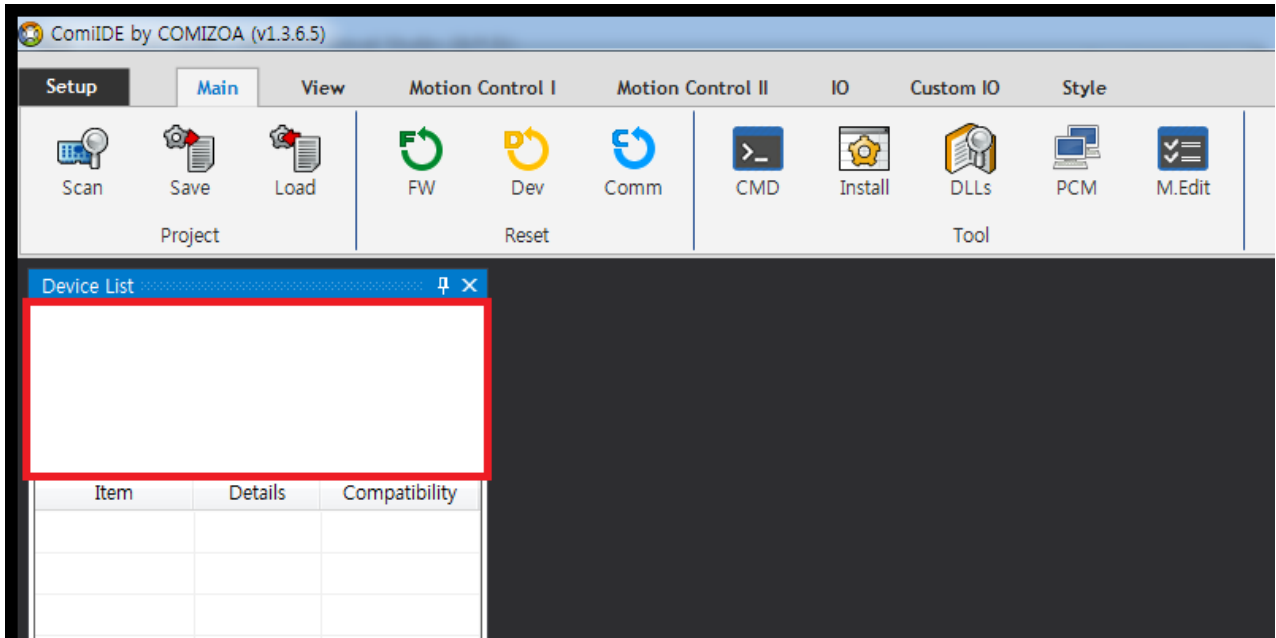 ComiIDE by COMIZOA (v1.3.6.5)
Setup Main View Motion Control I Motion Control II IO Custom IO Style
Scan Save Load FW Dev Comm CMD Install DLLs PCM M.Edit
Project Reset Tool
Device List
Item Details Compatibility